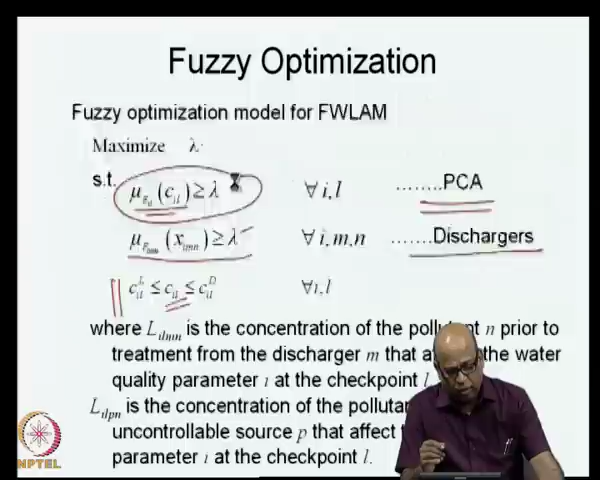 Fuzzy Optimization
Fuzzy optimization model for FWLAM
Maximize λ
s.t. μ_{E_{il}}(c_{il}) ≥ λ ∀ i,l ........PCA
μ_{F_{imn}}(x_{imn}) ≥ λ ∀ i,m,n .......Dischargers
c_{il}^L ≤ c_{il} ≤ c_{il}^D ∀ i,l
where L_{ilmn} is the concentration of the pollutant n prior to
treatment from the discharger m that the water
quality parameter i at the checkpoint l.
L_{ilpn} is the concentration of the pollutant
uncontrollable source p that affect
parameter i at the checkpoint l.
NPTEL